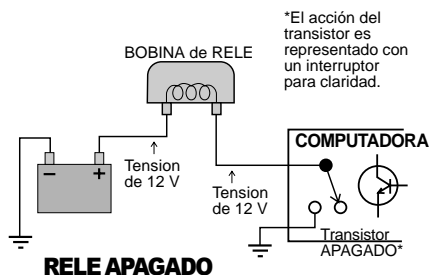 *El acción del
transistor es
representado con
un interruptor
para claridad.
BOBINA de RELE
COMPUTADORA
Tension
de 12 V
Tension
de 12 V
Transistor
APAGADO*
RELE APAGADO